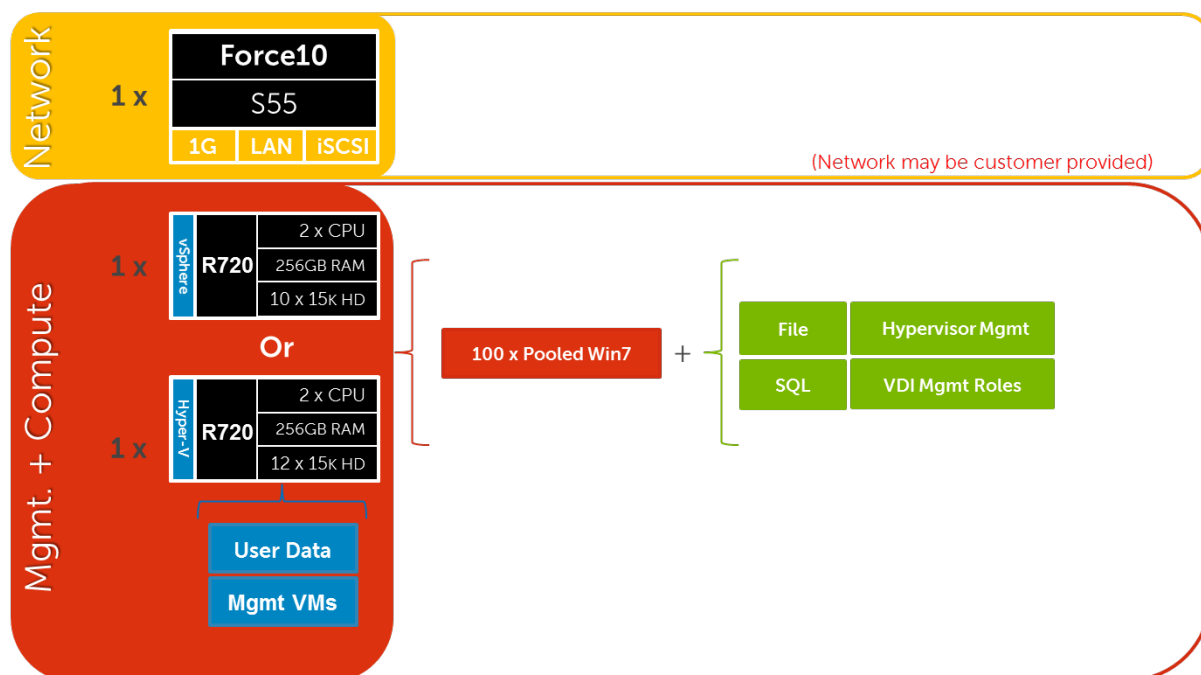 Network
1 x
Force10
S55
1G LAN iSCSI
(Network may be customer provided)
Mgmt. + Compute
1 x
vSphere
R720
2 x CPU
256GB RAM
10 x 15K HD
Or
1 x
Hyper-V
R720
2 x CPU
256GB RAM
12 x 15K HD
User Data
Mgmt VMs
100 x Pooled Win7
+
File
Hypervisor Mgmt
SQL
VDI Mgmt Roles